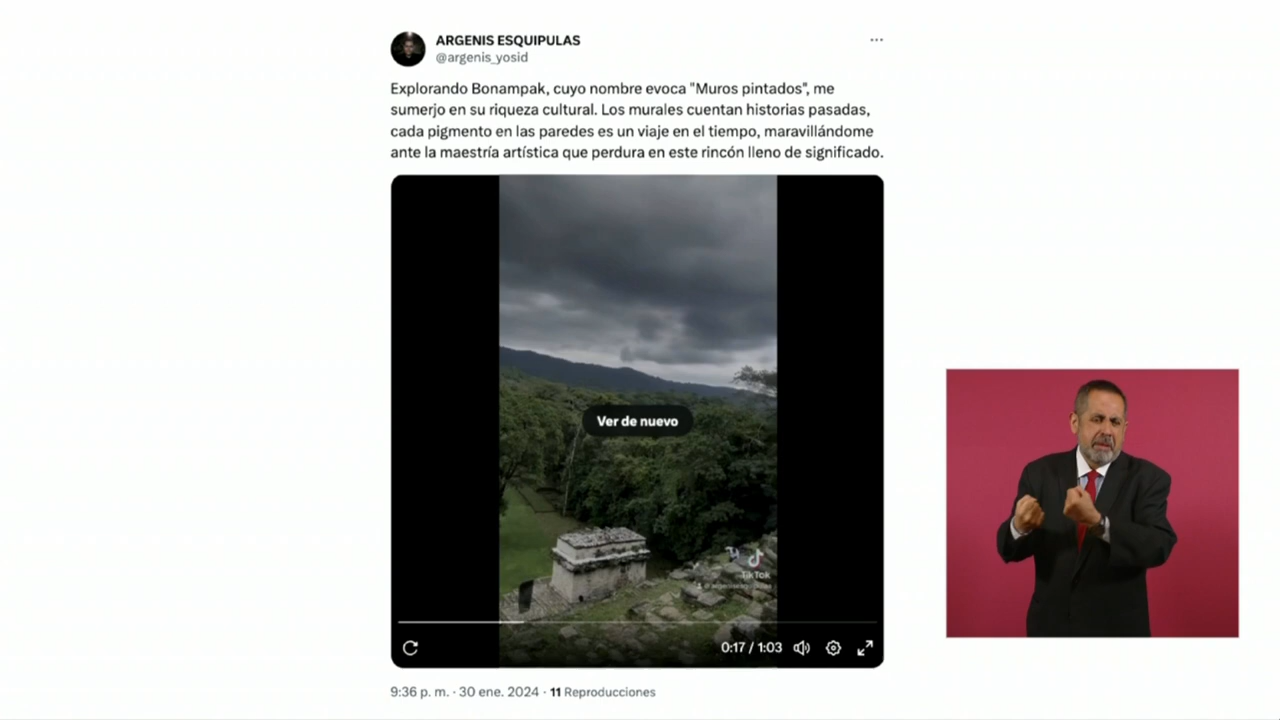 ARGENIS ESQUIPULAS
@argenis_yosid
Explorando Bonampak, cuyo nombre evoca "Muros pintados", me
sumerjo en su riqueza cultural. Los murales cuentan historias pasadas,
cada pigmento en las paredes es un viaje en el tiempo, maravillándome
ante la maestría artística que perdura en este rincón lleno de significado.
Ver de nuevo
TikTok
0:17 / 1:03
9:36 p. m. · 30 ene. 2024 · 11 Reproducciones